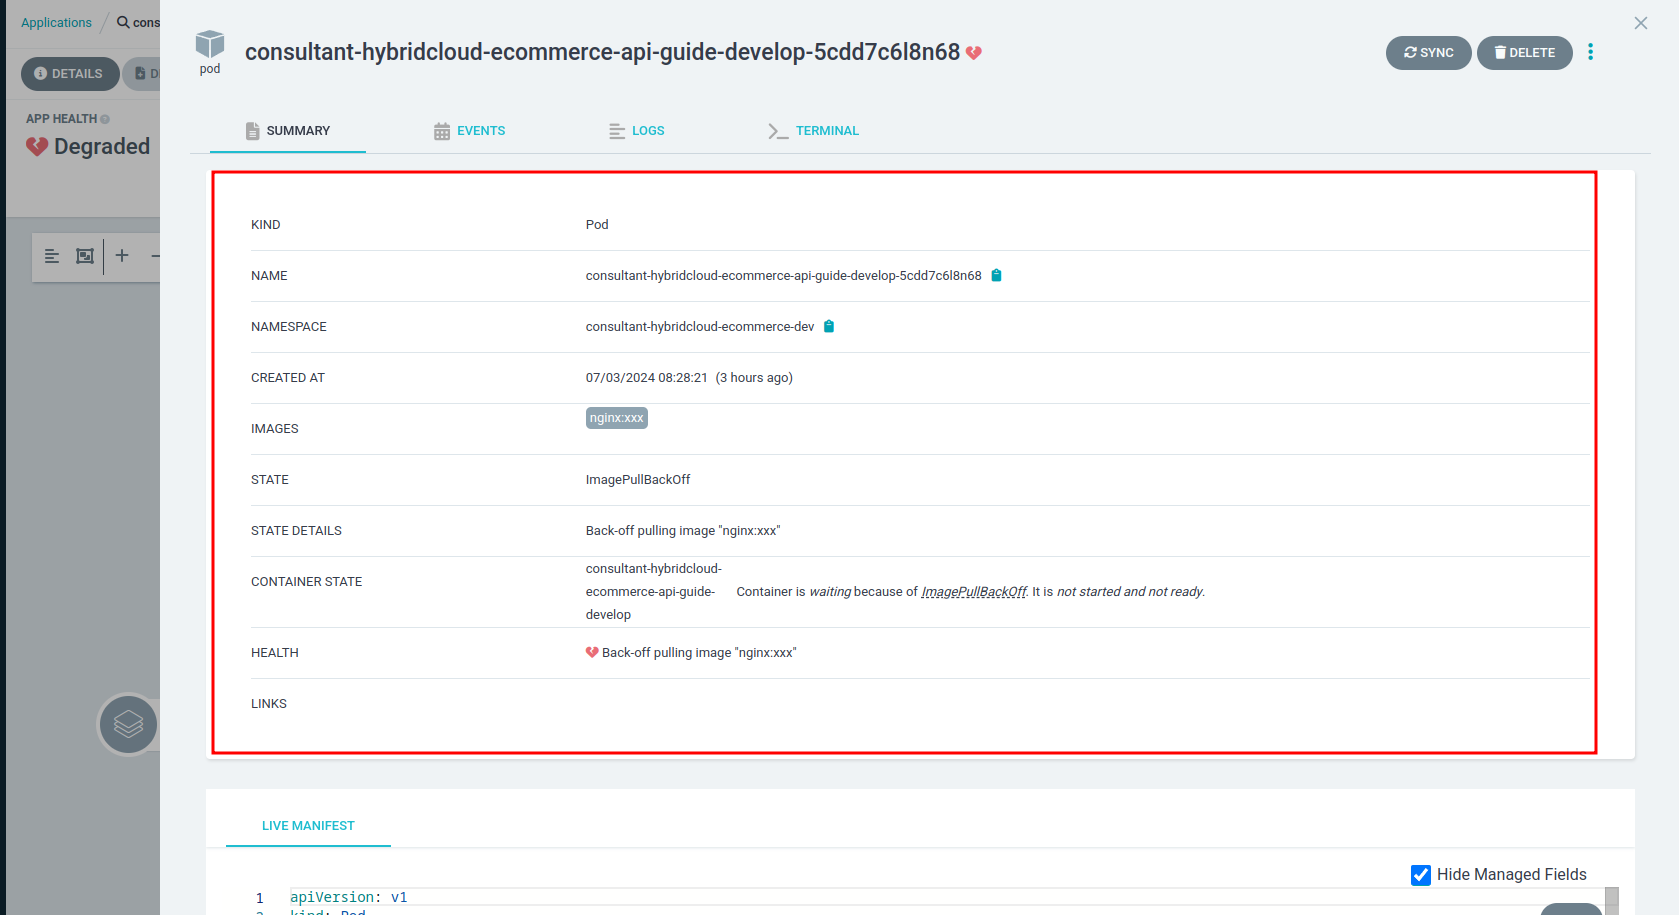 Applications / cons
consultant-hybridcloud-ecommerce-api-guide-develop-5cdd7c6l8n68
pod
SYNC
DELETE
DETAILS
D
APP HEALTH
Degraded
SUMMARY
EVENTS
LOGS
TERMINAL
KIND Pod
NAME consultant-hybridcloud-ecommerce-api-guide-develop-5cdd7c6l8n68
NAMESPACE consultant-hybridcloud-ecommerce-dev
CREATED AT 07/03/2024 08:28:21 (3 hours ago)
IMAGES nginx:xxx
STATE ImagePullBackOff
STATE DETAILS Back-off pulling image "nginx:xxx"
CONTAINER STATE
consultant-hybridcloud-
ecommerce-api-guide-
develop
Container is waiting because of ImagePullBackOff. It is not started and not ready.
HEALTH Back-off pulling image "nginx:xxx"
LINKS
LIVE MANIFEST
Hide Managed Fields
1 apiVersion: v1
2 kind: Pod